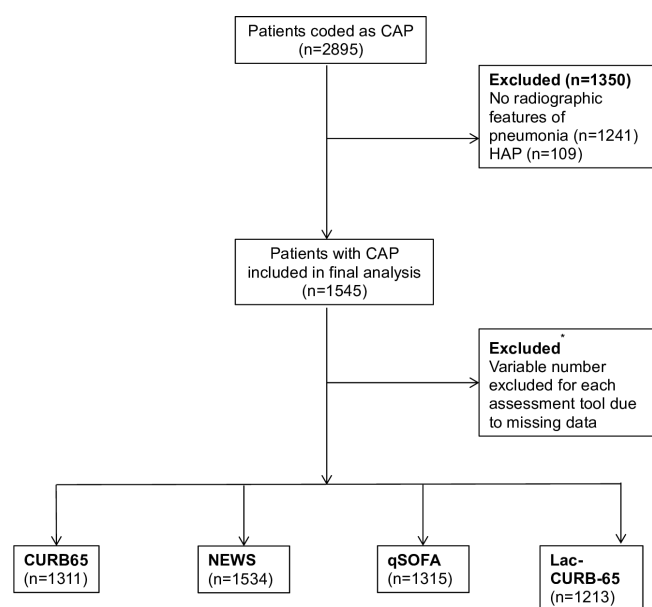 Patients coded as CAP
(n=2895)
Excluded (n=1350)
No radiographic
features of
pneumonia (n=1241)
HAP (n=109)
Patients with CAP
included in final analysis
(n=1545)
Excluded*
Variable number
excluded for each
assessment tool due
to missing data
CURB65
(n=1311)
NEWS
(n=1534)
qSOFA
(n=1315)
Lac-
CURB-65
(n=1213)